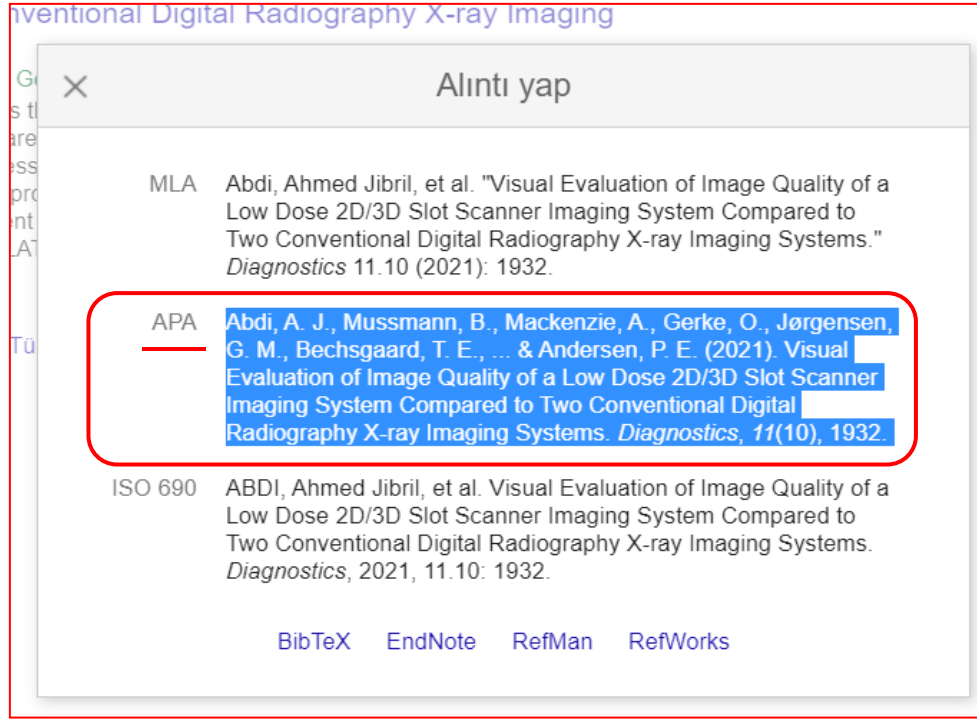 nventional Digital Radiography X-ray Imaging
Alıntı yap
MLA Abdi, Ahmed Jibril, et al. "Visual Evaluation of Image Quality of a
Low Dose 2D/3D Slot Scanner Imaging System Compared to
Two Conventional Digital Radiography X-ray Imaging Systems."
Diagnostics 11.10 (2021): 1932.
APA Abdi, A. J., Mussmann, B., Mackenzie, A., Gerke, O., Jørgensen,
G. M., Bechsgaard, T. E., ... & Andersen, P. E. (2021). Visual
Evaluation of Image Quality of a Low Dose 2D/3D Slot Scanner
Imaging System Compared to Two Conventional Digital
Radiography X-ray Imaging Systems. Diagnostics, 11(10), 1932.
Tü
ISO 690 ABDI, Ahmed Jibril, et al. Visual Evaluation of Image Quality of a
Low Dose 2D/3D Slot Scanner Imaging System Compared to
Two Conventional Digital Radiography X-ray Imaging Systems.
Diagnostics, 2021, 11.10: 1932.
BibTeX EndNote RefMan RefWorks